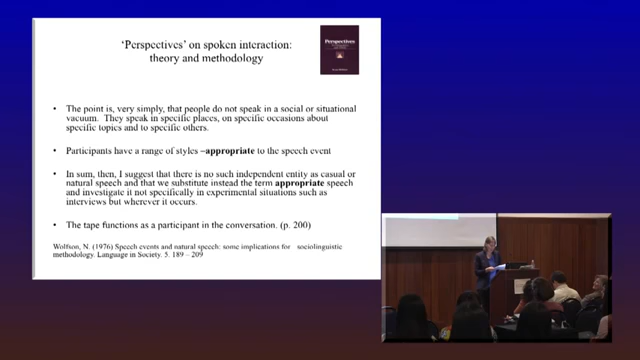 'Perspectives' on spoken interaction:
theory and methodology
Perspectives
• The point is, very simply, that people do not speak in a social or situational
vacuum. They speak in specific places, on specific occasions about
specific topics and to specific others.
• Participants have a range of styles –appropriate to the speech event
• In sum, then, I suggest that there is no such independent entity as casual or
natural speech and that we substitute instead the term appropriate speech
and investigate it not specifically in experimental situations such as
interviews but wherever it occurs.
• The tape functions as a participant in the conversation. (p. 200)
Wolfson, N. (1976) Speech events and natural speech: some implications for sociolinguistic
methodology. Language in Society. 5. 189 – 209